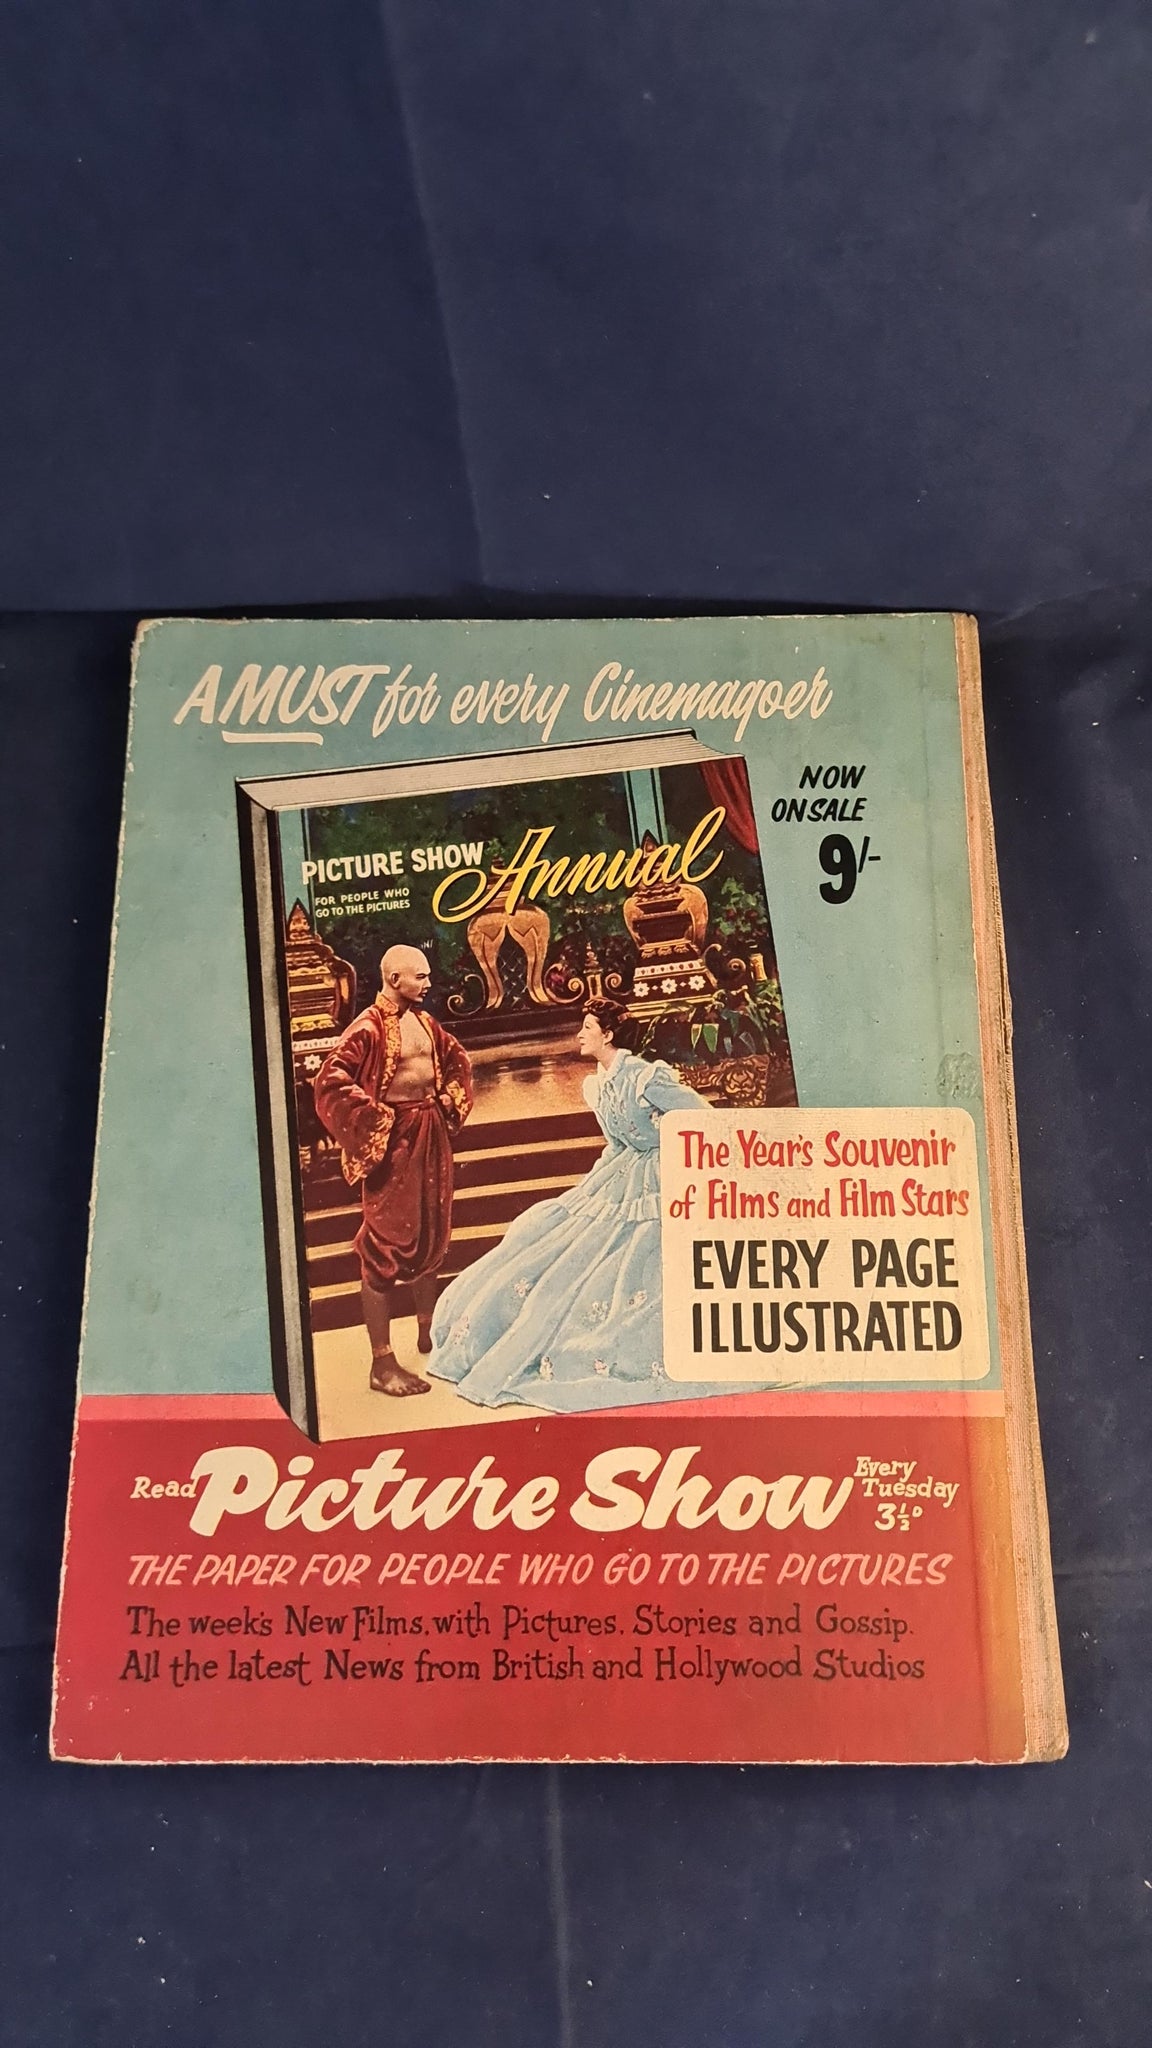 A MUST for every Cinemagoer
NOW
ON SALE
9/-
PICTURE SHOW Annual
FOR PEOPLE WHO
GO TO THE PICTURES
The Year's Souvenir
of Films and Film Stars
EVERY PAGE
ILLUSTRATED
Read Picture Show Every
Tuesday
3½D
THE PAPER FOR PEOPLE WHO GO TO THE PICTURES
The week's New Films, with Pictures, Stories and Gossip.
All the latest News from British and Hollywood Studios